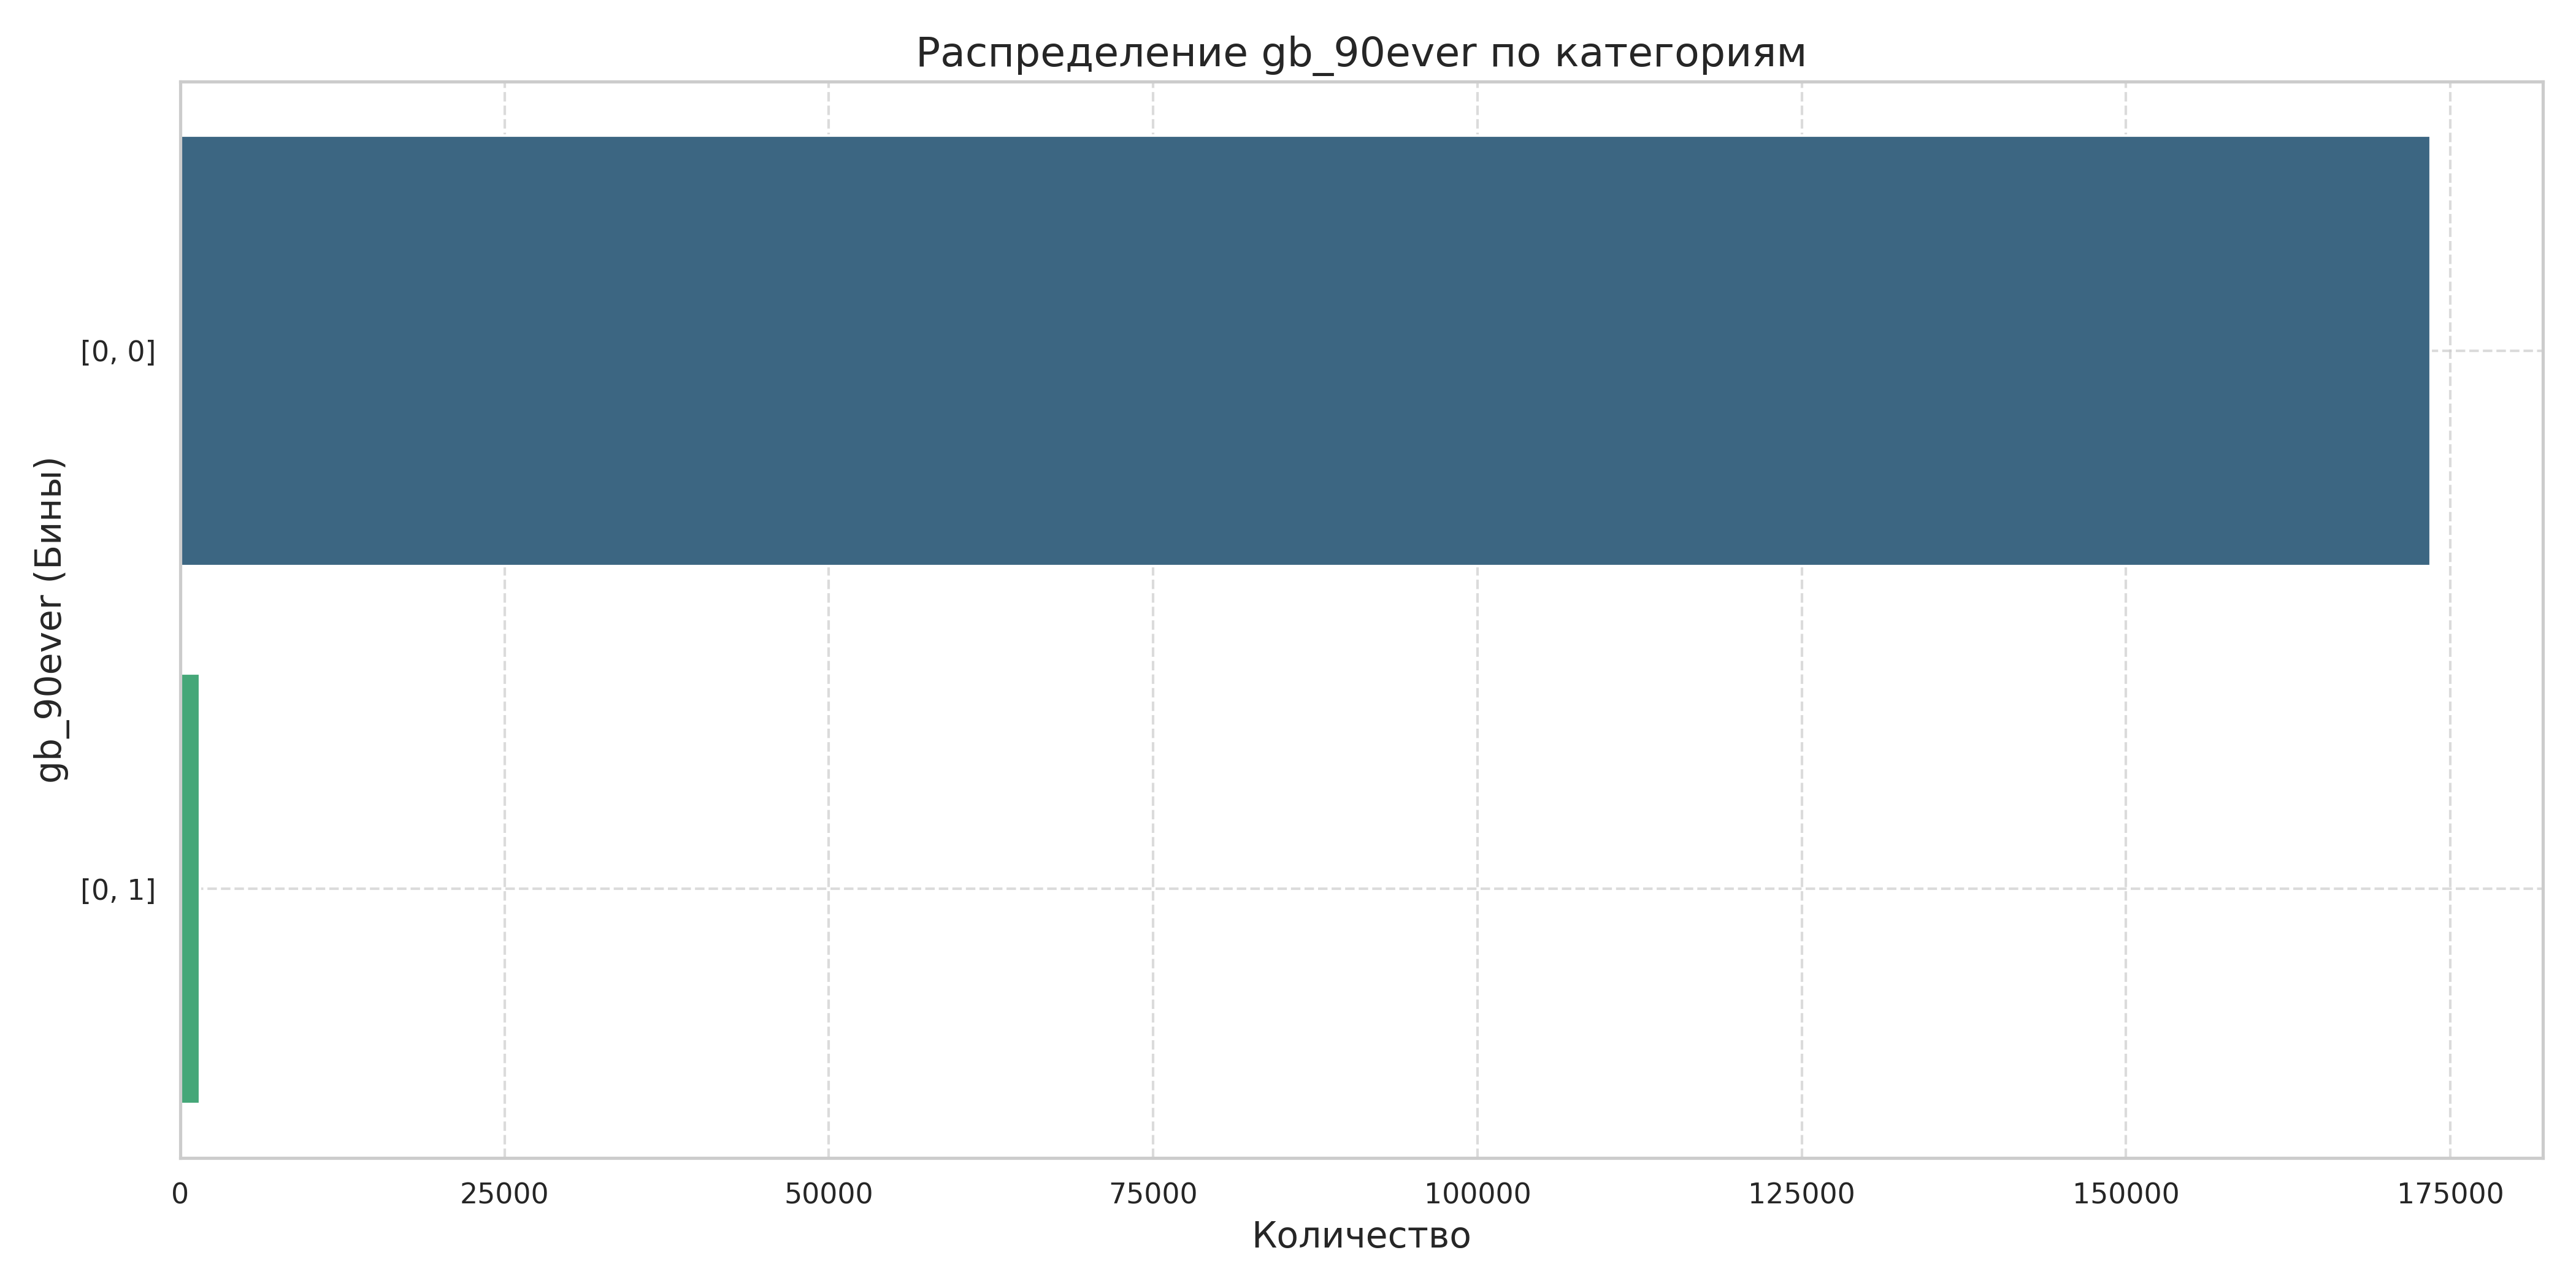 Распределение gb_90ever по категориям
gb_90ever (Бины)
[0, 0]
[0, 1]
0 25000 50000 75000 100000 125000 150000 175000
Количество